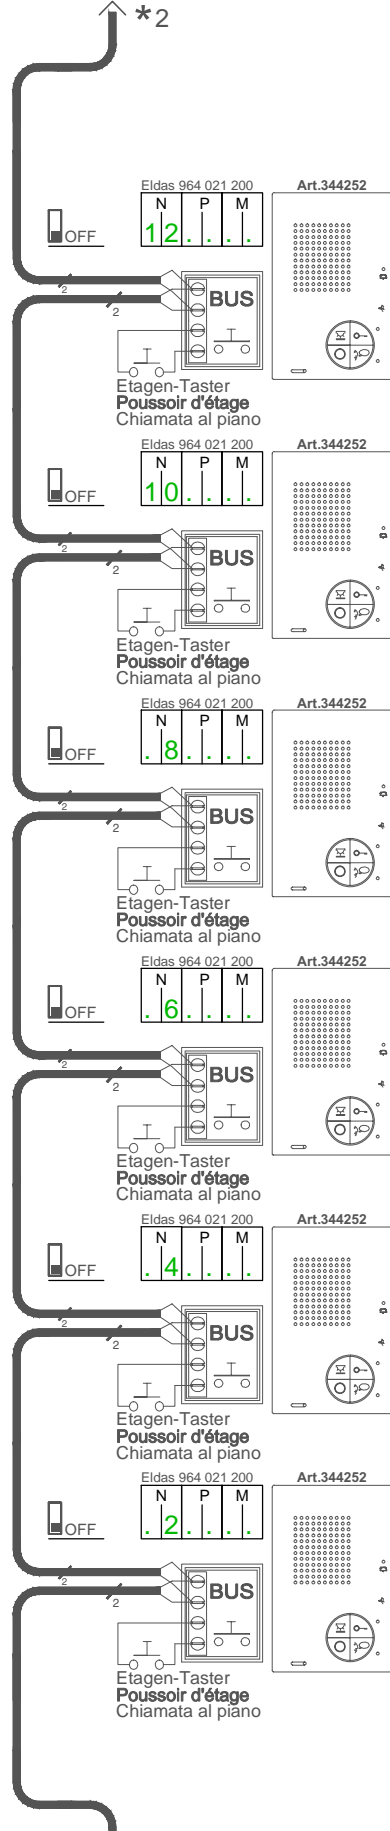 *2
Eldas 964 021 200 Art.344252
N P M
OFF
12. . . .
2
2
BUS
Etagen-Taster
Poussoir d'étage
Chiamata al piano
Eldas 964 021 200 Art.344252
N P M
OFF
10. . . .
2
2
BUS
Etagen-Taster
Poussoir d'étage
Chiamata al piano
Eldas 964 021 200 Art.344252
N P M
OFF
. 8. . . .
2
2
BUS
Etagen-Taster
Poussoir d'étage
Chiamata al piano
Eldas 964 021 200 Art.344252
N P M
OFF
. 6. . . .
2
2
BUS
Etagen-Taster
Poussoir d'étage
Chiamata al piano
Eldas 964 021 200 Art.344252
N P M
OFF
. 4. . . .
2
2
BUS
Etagen-Taster
Poussoir d'étage
Chiamata al piano
Eldas 964 021 200 Art.344252
N P M
OFF
. 2. . . .
2
2
BUS
Etagen-Taster
Poussoir d'étage
Chiamata al piano